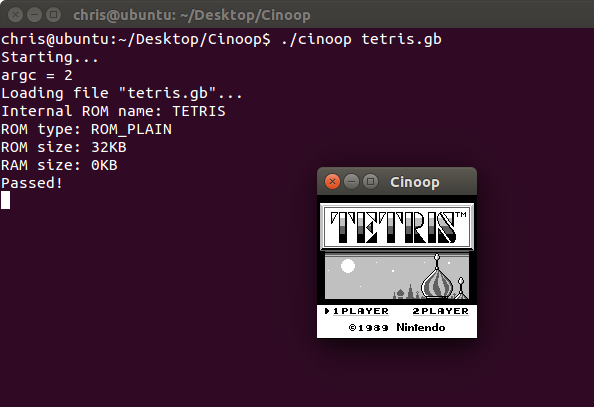 chris@ubuntu: ~/Desktop/Cinoop
chris@ubuntu:~/Desktop/Cinoop$ ./cinoop tetris.gb
Starting...
argc = 2
Loading file "tetris.gb"...
Internal ROM name: TETRIS
ROM type: ROM_PLAIN
ROM size: 32KB
RAM size: 0KB
Passed!
Cinoop
TETRIS™
1PLAYER 2PLAYER
©1989 Nintendo